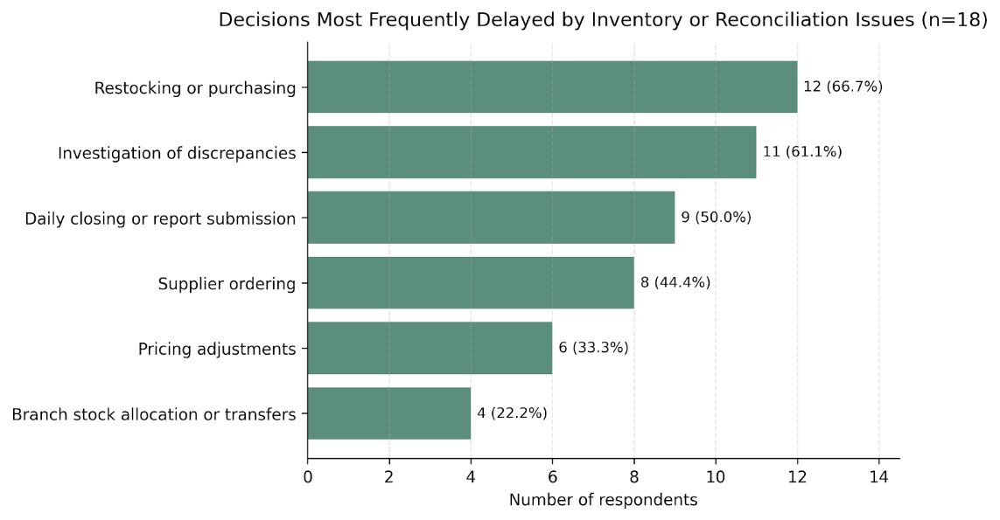 Decisions Most Frequently Delayed by Inventory or Reconciliation Issues (n=18)
Restocking or purchasing
12 (66.7%)
Investigation of discrepancies
11 (61.1%)
Daily closing or report submission
9 (50.0%)
Supplier ordering
8 (44.4%)
Pricing adjustments
6 (33.3%)
Branch stock allocation or transfers
4 (22.2%)
0 2 4 6 8 10 12 14
Number of respondents